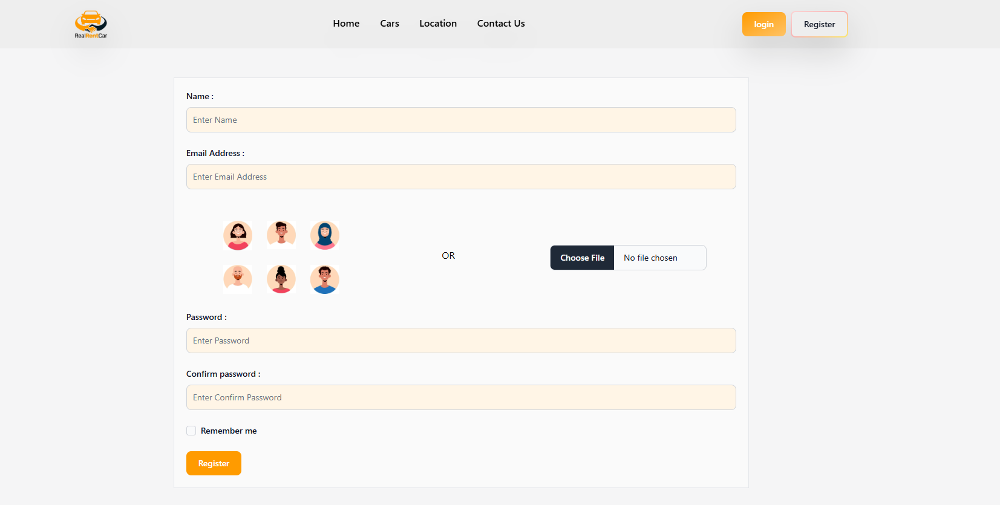 RealRentCar
Home Cars Location Contact Us
login Register
Name :
Enter Name
Email Address :
Enter Email Address
OR
Choose File No file chosen
Password :
Enter Password
Confirm password :
Enter Confirm Password
Remember me
Register